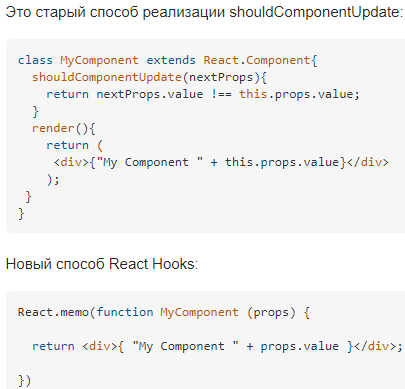 Это старый способ реализации shouldComponentUpdate:
class MyComponent extends React.Component{
  shouldComponentUpdate(nextProps){
    return nextProps.value !== this.props.value;
  }
  render(){
    return (
     <div>{"My Component " + this.props.value}</div>
    );
 }
}
Новый способ React Hooks:
React.memo(function MyComponent (props) {
  return <div>{ "My Component " + props.value }</div>;
})